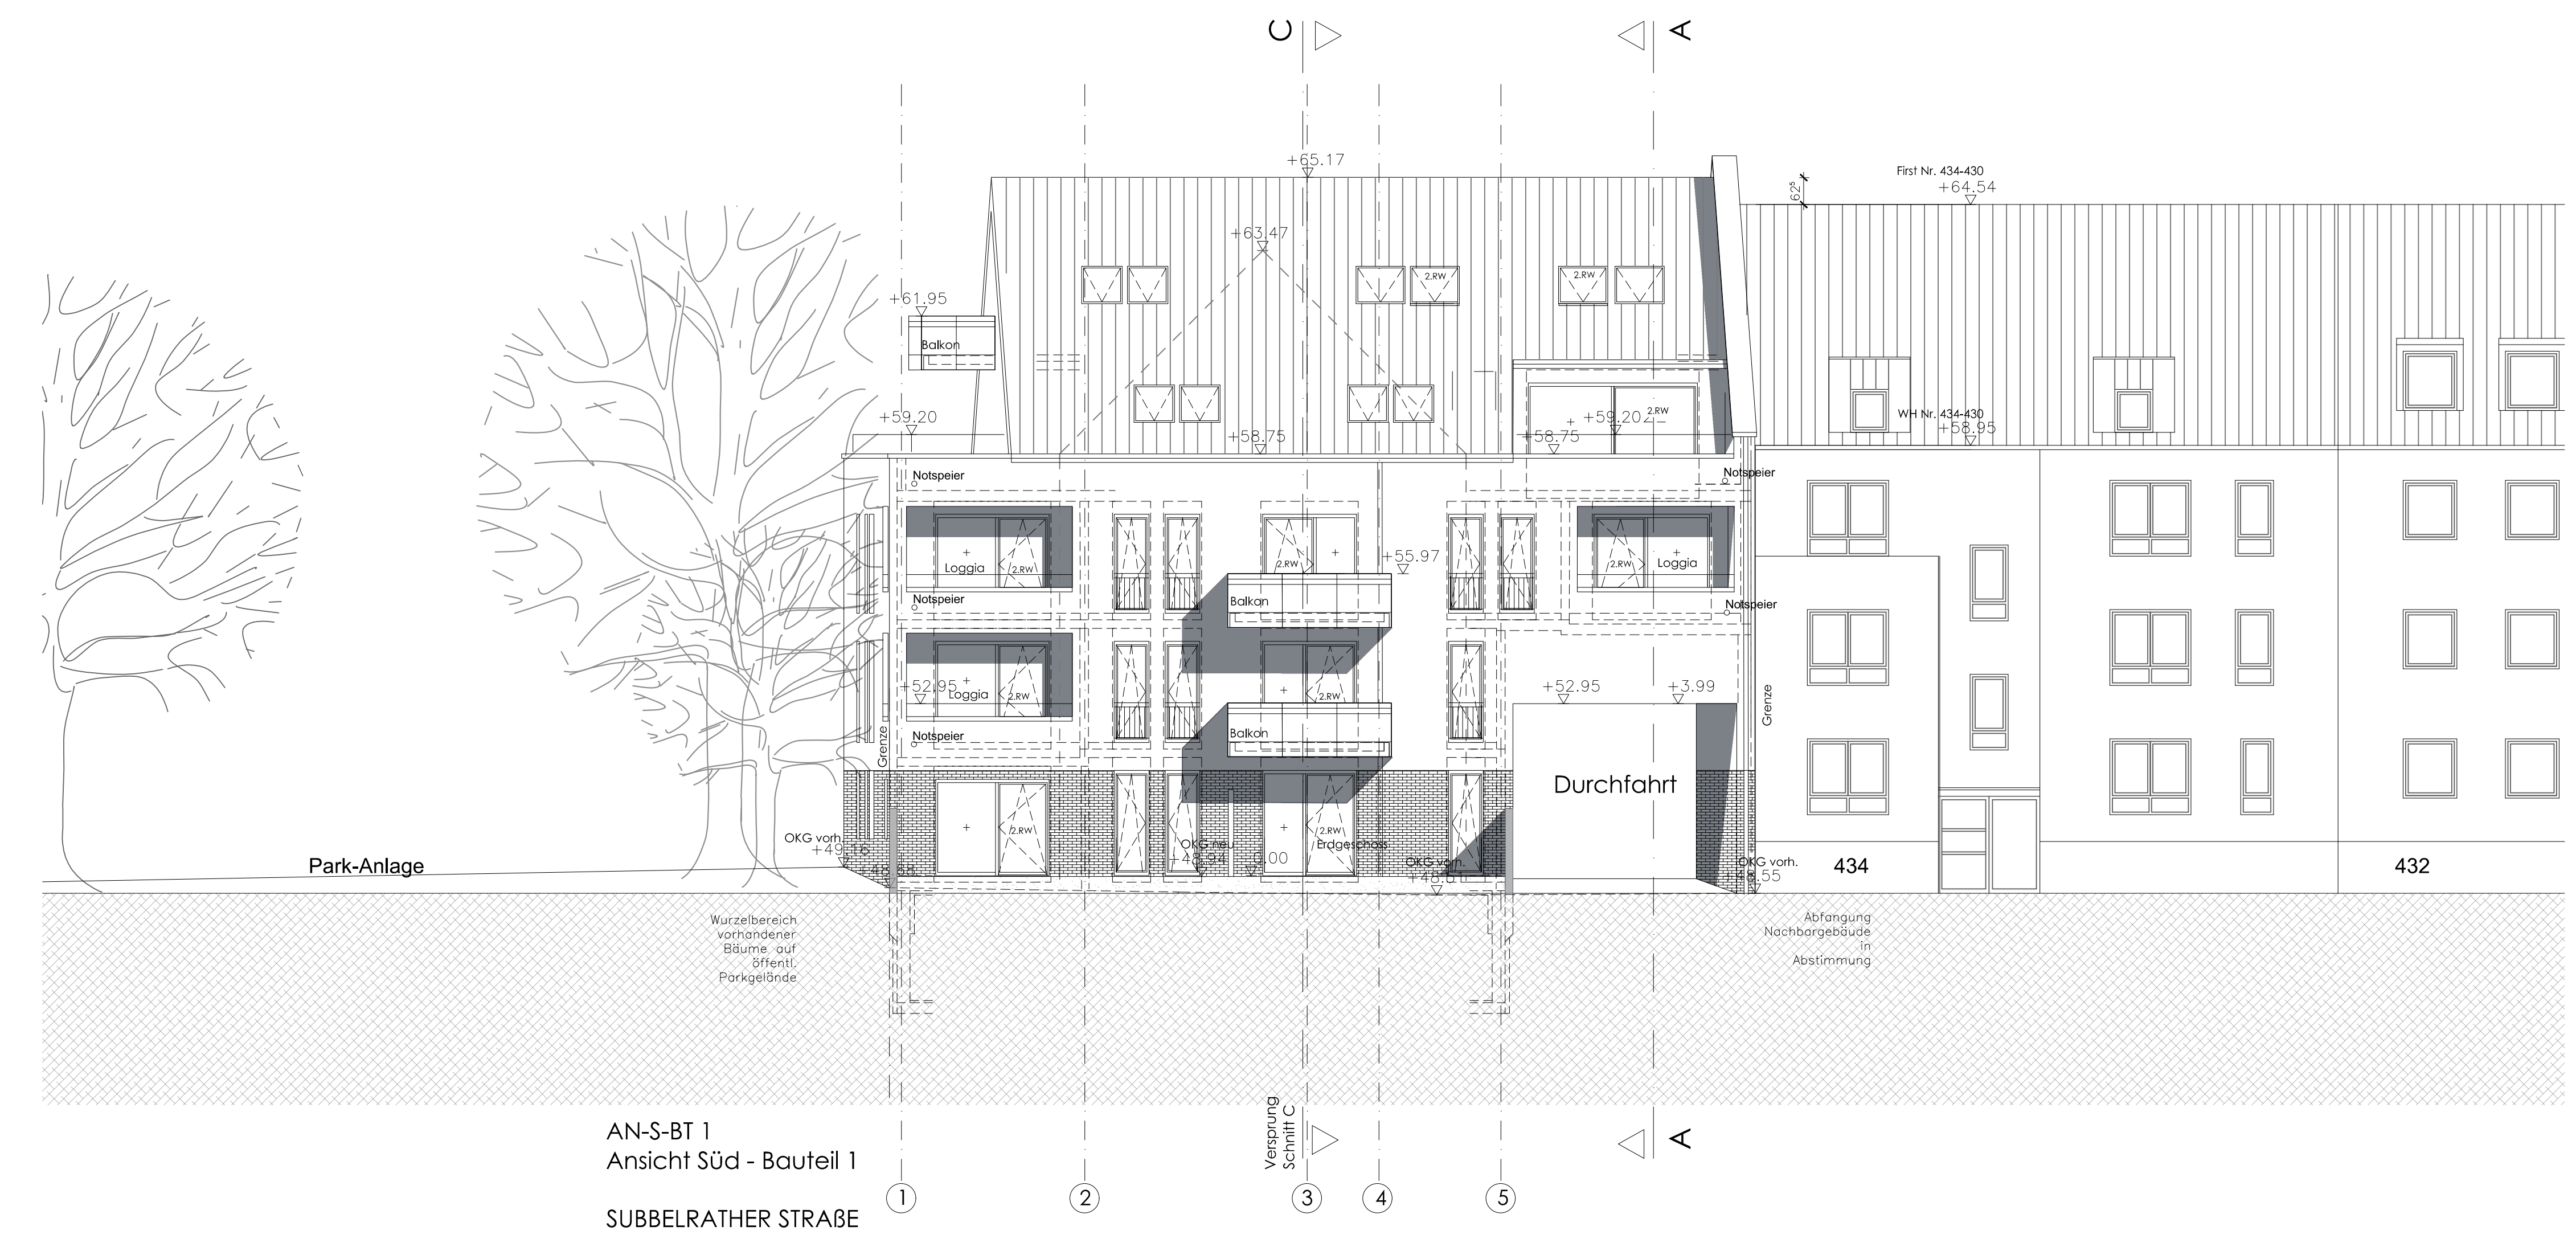 C
A
+65.17
First Nr. 434-430
+64.54
62⁵
+63.47
2.RW
2.RW
+61.95
Balkon
+59.20
+58.75
+58.75
+59.20
2.RW
WH Nr. 434-430
+58.95
Notspeier
Notspeier
Loggia
2.RW
2.RW
+55.97
2.RW
Loggia
Notspeier
Balkon
Notspeier
+52.95
Loggia
2.RW
2.RW
+52.95
+3.99
Grenze
Grenze
Notspeier
Balkon
Durchfahrt
2.RW
2.RW
OKG vorh.
+49.16
OKG neu
+48.94
0.00
Erdgeschoss
OKG vorh.
OKG vorh.
Park-Anlage
434
432
Wurzelbereich
vorhandener
Bäume auf
öffentl.
Parkgelände
Abfangung
Nachbargebäude
in
Abstimmung
AN-S-BT 1
Ansicht Süd - Bauteil 1
SUBBELRATHER STRAßE
Versprung
Schnitt C
A
1
2
3
4
5